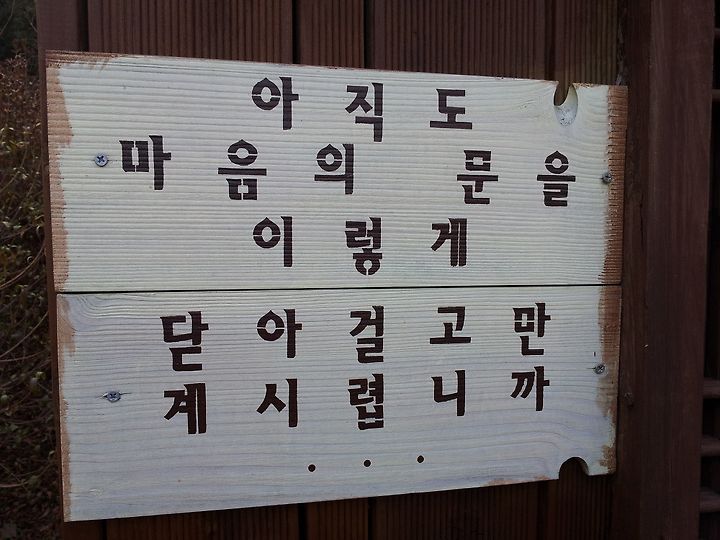 아직도
마음의 문을
이렇게
닫아걸고만
계시렵니까
...